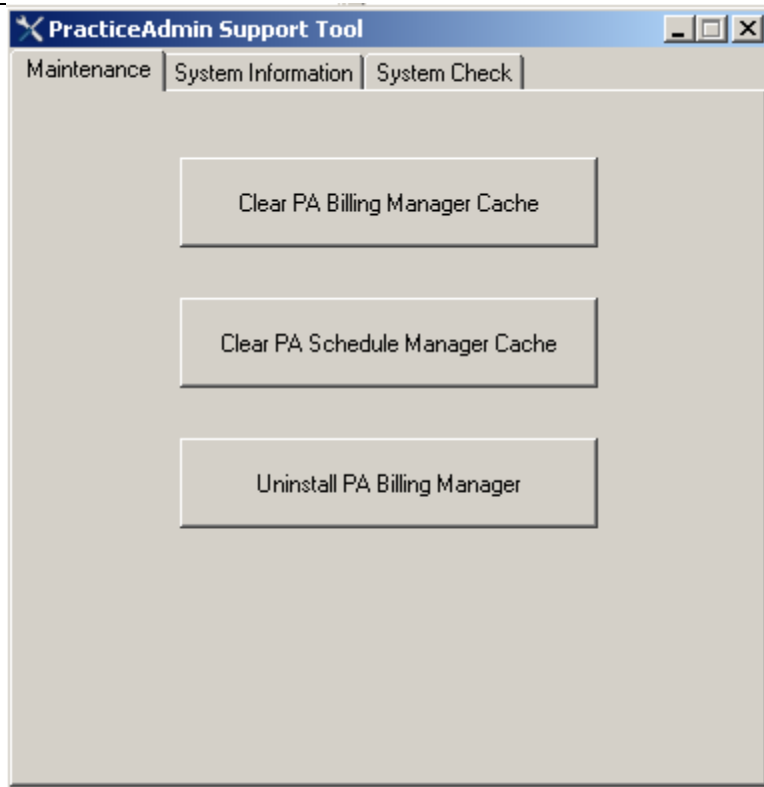 PracticeAdmin Support Tool
Maintenance System Information System Check
Clear PA Billing Manager Cache
Clear PA Schedule Manager Cache
Uninstall PA Billing Manager